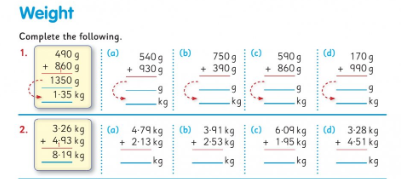 Weight
Complete the following.
1. 490 g (a) 540 g (b) 750 g (c) 590 g (d) 170 g
+ 860 g + 930 g + 390 g + 860 g + 990 g
1350 g g g g g
1·35 kg kg kg kg kg
2. 3·26 kg (a) 4·79 kg (b) 3·91 kg (c) 6·09 kg (d) 3·28 kg
+ 4,93 kg + 2·13 kg + 2·53 kg + 1·95 kg + 4·51 kg
8·19 kg kg kg kg kg